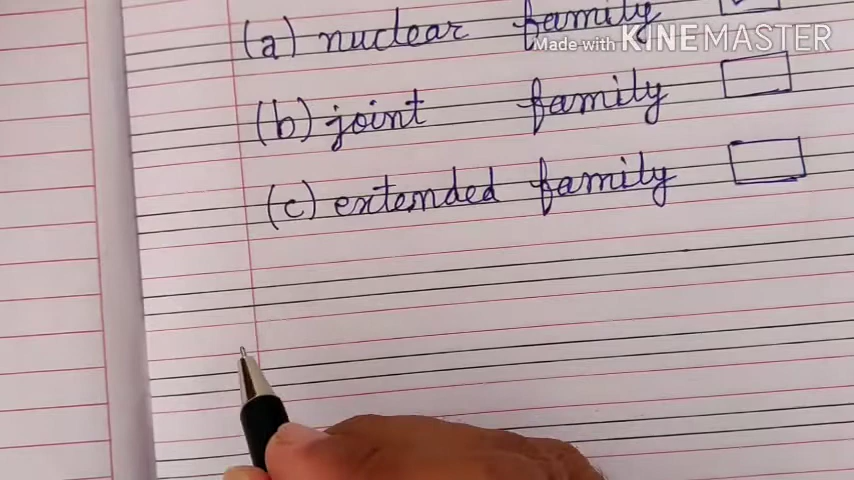 (a) nuclear family
Made with KINEMASTER
(b) joint family
(c) extended family